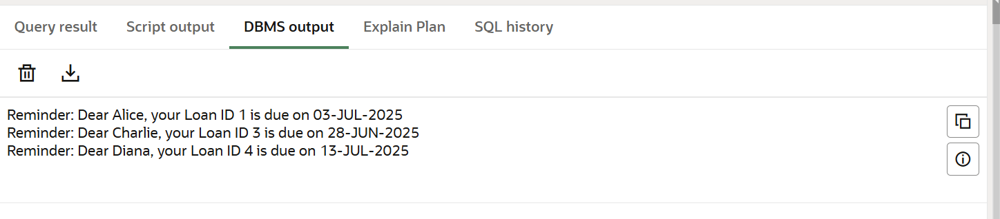 Query result Script output DBMS output Explain Plan SQL history
Reminder: Dear Alice, your Loan ID 1 is due on 03-JUL-2025
Reminder: Dear Charlie, your Loan ID 3 is due on 28-JUN-2025
Reminder: Dear Diana, your Loan ID 4 is due on 13-JUL-2025